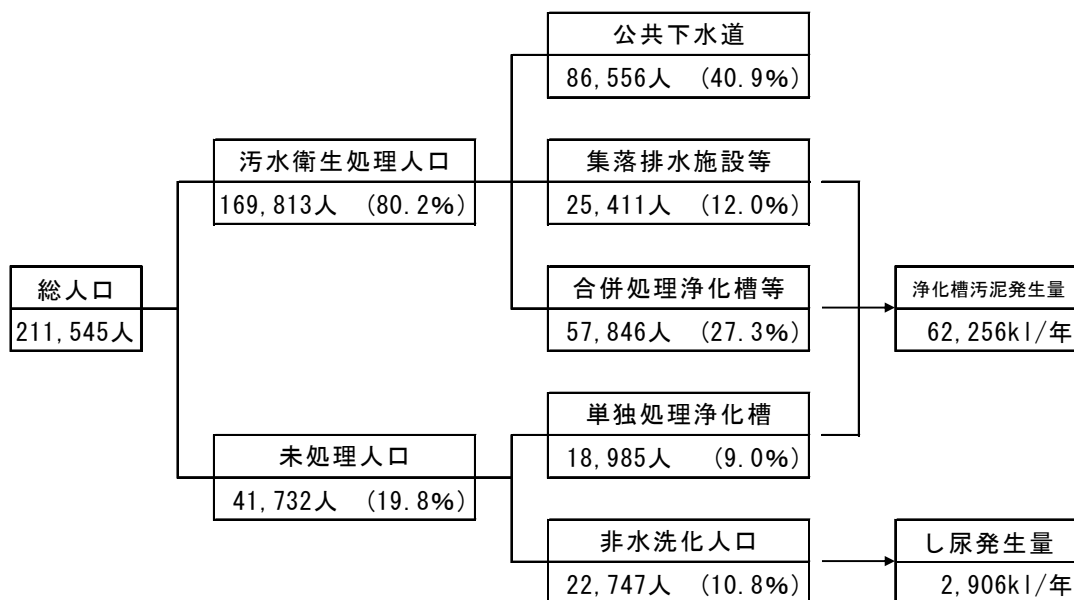 公共下水道
86,556人 (40.9%)
汚水衛生処理人口
169,813人 (80.2%)
集落排水施設等
25,411人 (12.0%)
総人口
211,545人
合併処理浄化槽等
57,846人 (27.3%)
浄化槽汚泥発生量
62,256kl/年
未処理人口
41,732人 (19.8%)
単独処理浄化槽
18,985人 (9.0%)
非水洗化人口
22,747人 (10.8%)
し尿発生量
2,906kl/年